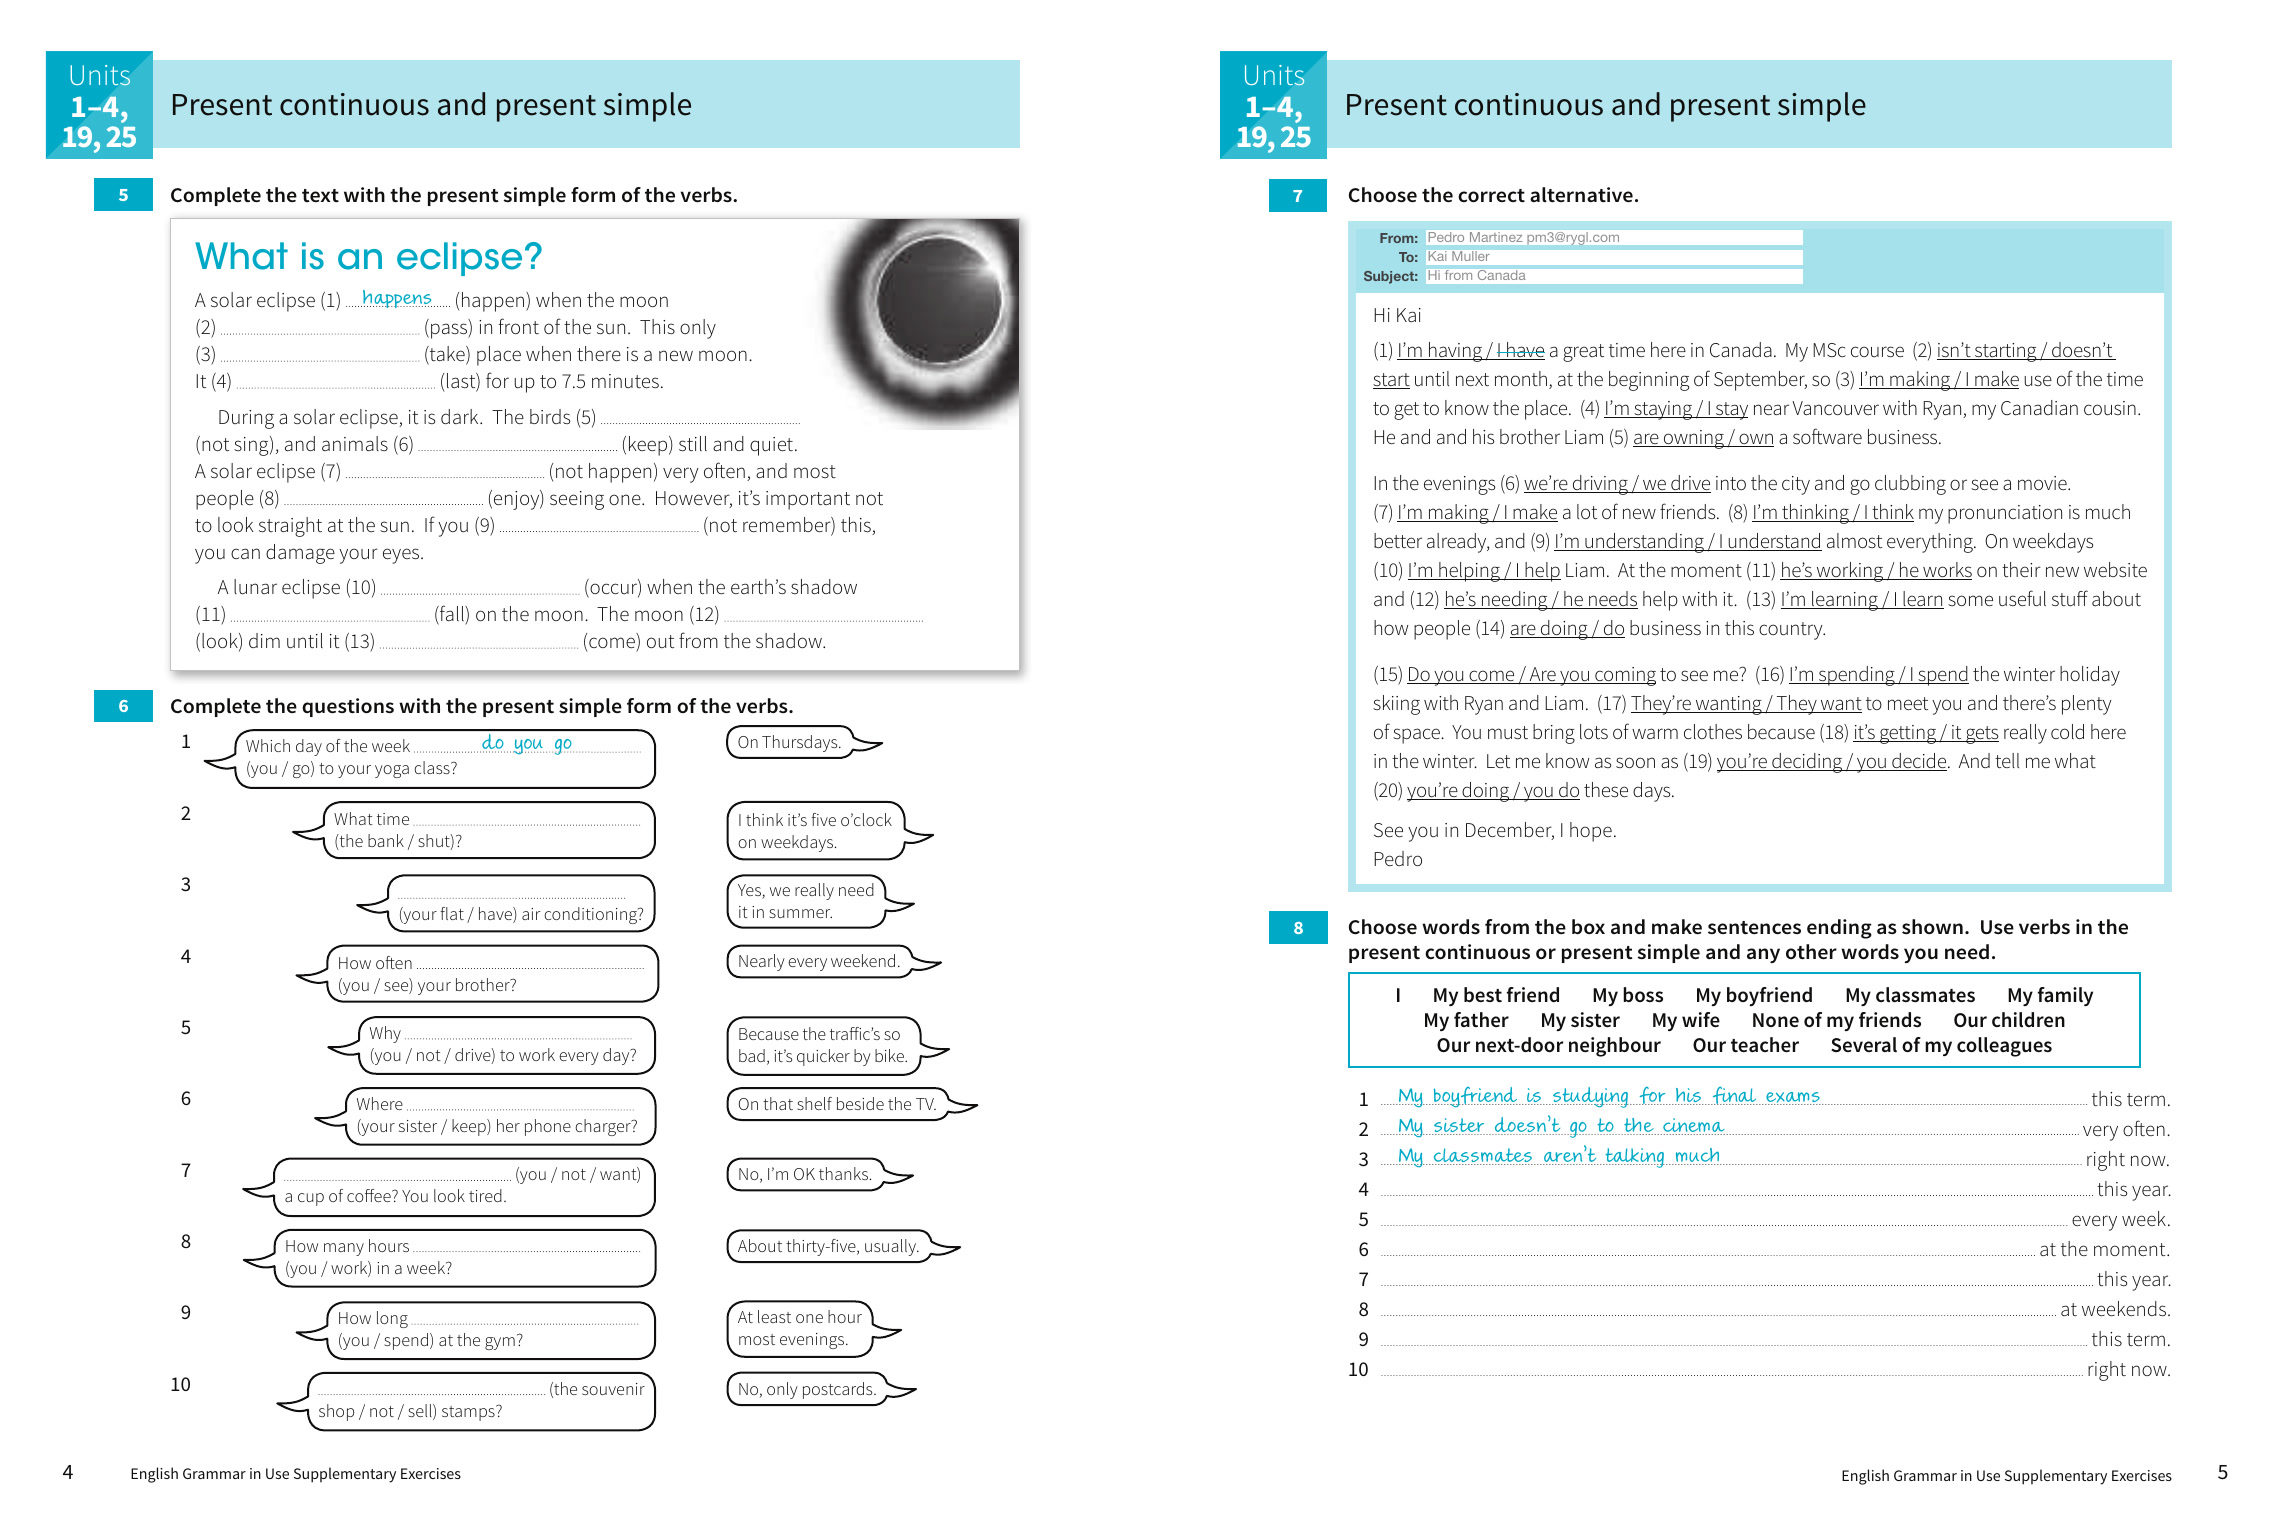 Units
1–4,
19, 25
Present continuous and present simple
5 Complete the text with the present simple form of the verbs.
What is an eclipse?
A solar eclipse (1) happens (happen) when the moon
(2) (pass) in front of the sun. This only
(3) (take) place when there is a new moon.
It (4) (last) for up to 7.5 minutes.
During a solar eclipse, it is dark. The birds (5)
(not sing), and animals (6) (keep) still and quiet.
A solar eclipse (7) (not happen) very often, and most
people (8) (enjoy) seeing one. However, it’s important not
to look straight at the sun. If you (9) (not remember) this,
you can damage your eyes.
A lunar eclipse (10) (occur) when the earth’s shadow
(11) (fall) on the moon. The moon (12)
(look) dim until it (13) (come) out from the shadow.
6 Complete the questions with the present simple form of the verbs.
1 Which day of the week do you go
(you / go) to your yoga class?
On Thursdays.
2 What time
(the bank / shut)?
I think it’s five o’clock
on weekdays.
3
(your flat / have) air conditioning?
Yes, we really need
it in summer.
4 How often
(you / see) your brother?
Nearly every weekend.
5 Why
(you / not / drive) to work every day?
Because the traffic’s so
bad, it’s quicker by bike.
6 Where
(your sister / keep) her phone charger?
On that shelf beside the TV.
7 (you / not / want)
a cup of coffee? You look tired.
No, I’m OK thanks.
8 How many hours
(you / work) in a week?
About thirty-five, usually.
9 How long
(you / spend) at the gym?
At least one hour
most evenings.
10 (the souvenir
shop / not / sell) stamps?
No, only postcards.
4 English Grammar in Use Supplementary Exercises
Units
1–4,
19, 25
Present continuous and present simple
7 Choose the correct alternative.
From: Pedro Martinez pm3@rygl.com
To: Kai Muller
Subject: Hi from Canada
Hi Kai
(1) I’m having / I have a great time here in Canada. My MSc course (2) isn’t starting / doesn’t
start until next month, at the beginning of September, so (3) I’m making / I make use of the time
to get to know the place. (4) I’m staying / I stay near Vancouver with Ryan, my Canadian cousin.
He and and his brother Liam (5) are owning / own a software business.
In the evenings (6) we’re driving / we drive into the city and go clubbing or see a movie.
(7) I’m making / I make a lot of new friends. (8) I’m thinking / I think my pronunciation is much
better already, and (9) I’m understanding / I understand almost everything. On weekdays
(10) I’m helping / I help Liam. At the moment (11) he’s working / he works on their new website
and (12) he’s needing / he needs help with it. (13) I’m learning / I learn some useful stuff about
how people (14) are doing / do business in this country.
(15) Do you come / Are you coming to see me? (16) I’m spending / I spend the winter holiday
skiing with Ryan and Liam. (17) They’re wanting / They want to meet you and there’s plenty
of space. You must bring lots of warm clothes because (18) it’s getting / it gets really cold here
in the winter. Let me know as soon as (19) you’re deciding / you decide. And tell me what
(20) you’re doing / you do these days.
See you in December, I hope.
Pedro
8 Choose words from the box and make sentences ending as shown. Use verbs in the
present continuous or present simple and any other words you need.
I My best friend My boss My boyfriend My classmates My family
My father My sister My wife None of my friends Our children
Our next-door neighbour Our teacher Several of my colleagues
1 My boyfriend is studying for his final exams this term.
2 My sister doesn’t go to the cinema very often.
3 My classmates aren’t talking much right now.
4 this year.
5 every week.
6 at the moment.
7 this year.
8 at weekends.
9 this term.
10 right now.
English Grammar in Use Supplementary Exercises 5